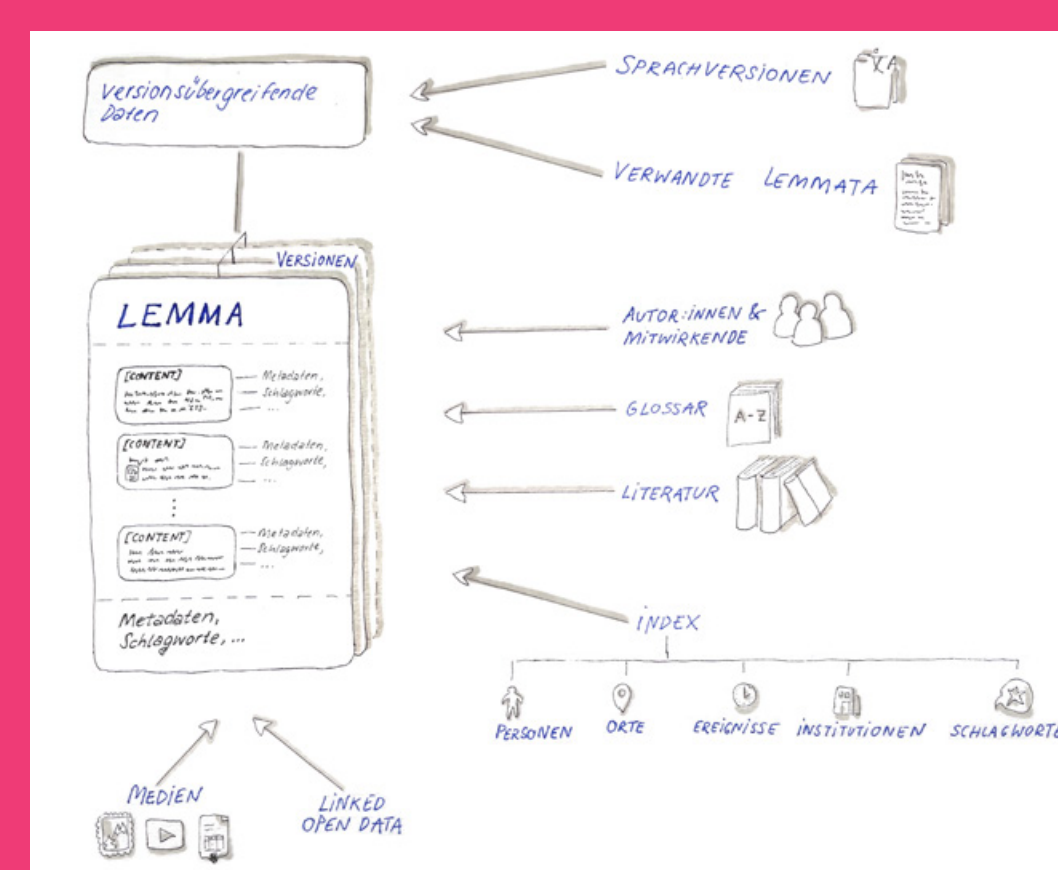 versionsübergreifende
Daten
SPRACHVERSIONEN
A
VERWANDTE LEMMATA
VERSIONEN
LEMMA
[CONTENT]
Metadaten,
Schlagworte,
...
[CONTENT]
Metadaten,
Schlagworte,
...
[CONTENT]
Metadaten,
Schlagworte,
...
Metadaten,
Schlagworte, ...
AUTOR:INNEN &
MITWIRKENDE
GLOSSAR
A-Z
LITERATUR
INDEX
PERSONEN
ORTE
EREIGNISSE
INSTITUTIONEN
SCHLAGWORTE
MEDIEN
LINKED
OPEN DATA